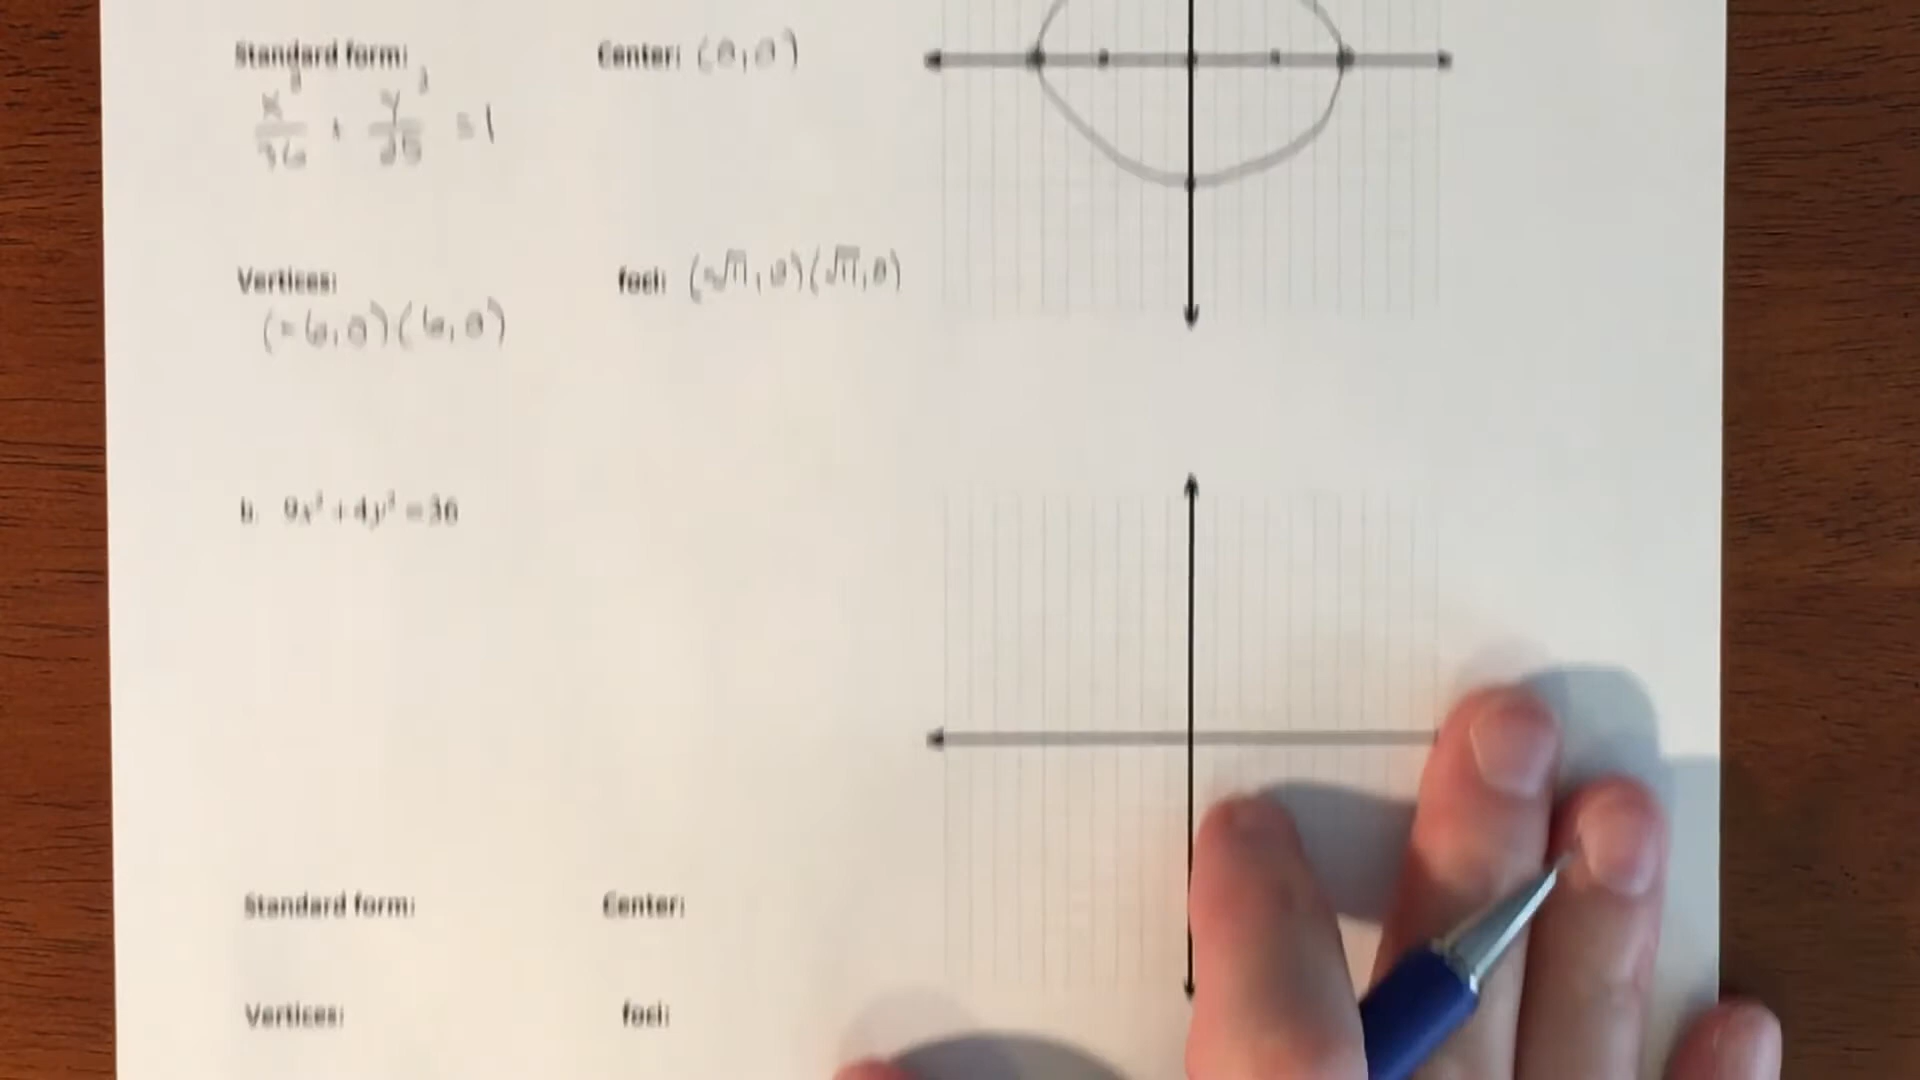 Standard form: Center: (0,0)
x²/36 + y²/25 = 1
Vertices: foci: (-√11,0)(√11,0)
(-6,0)(6,0)
b. 9x² + 4y² = 36
Standard form: Center:
Vertices: foci: